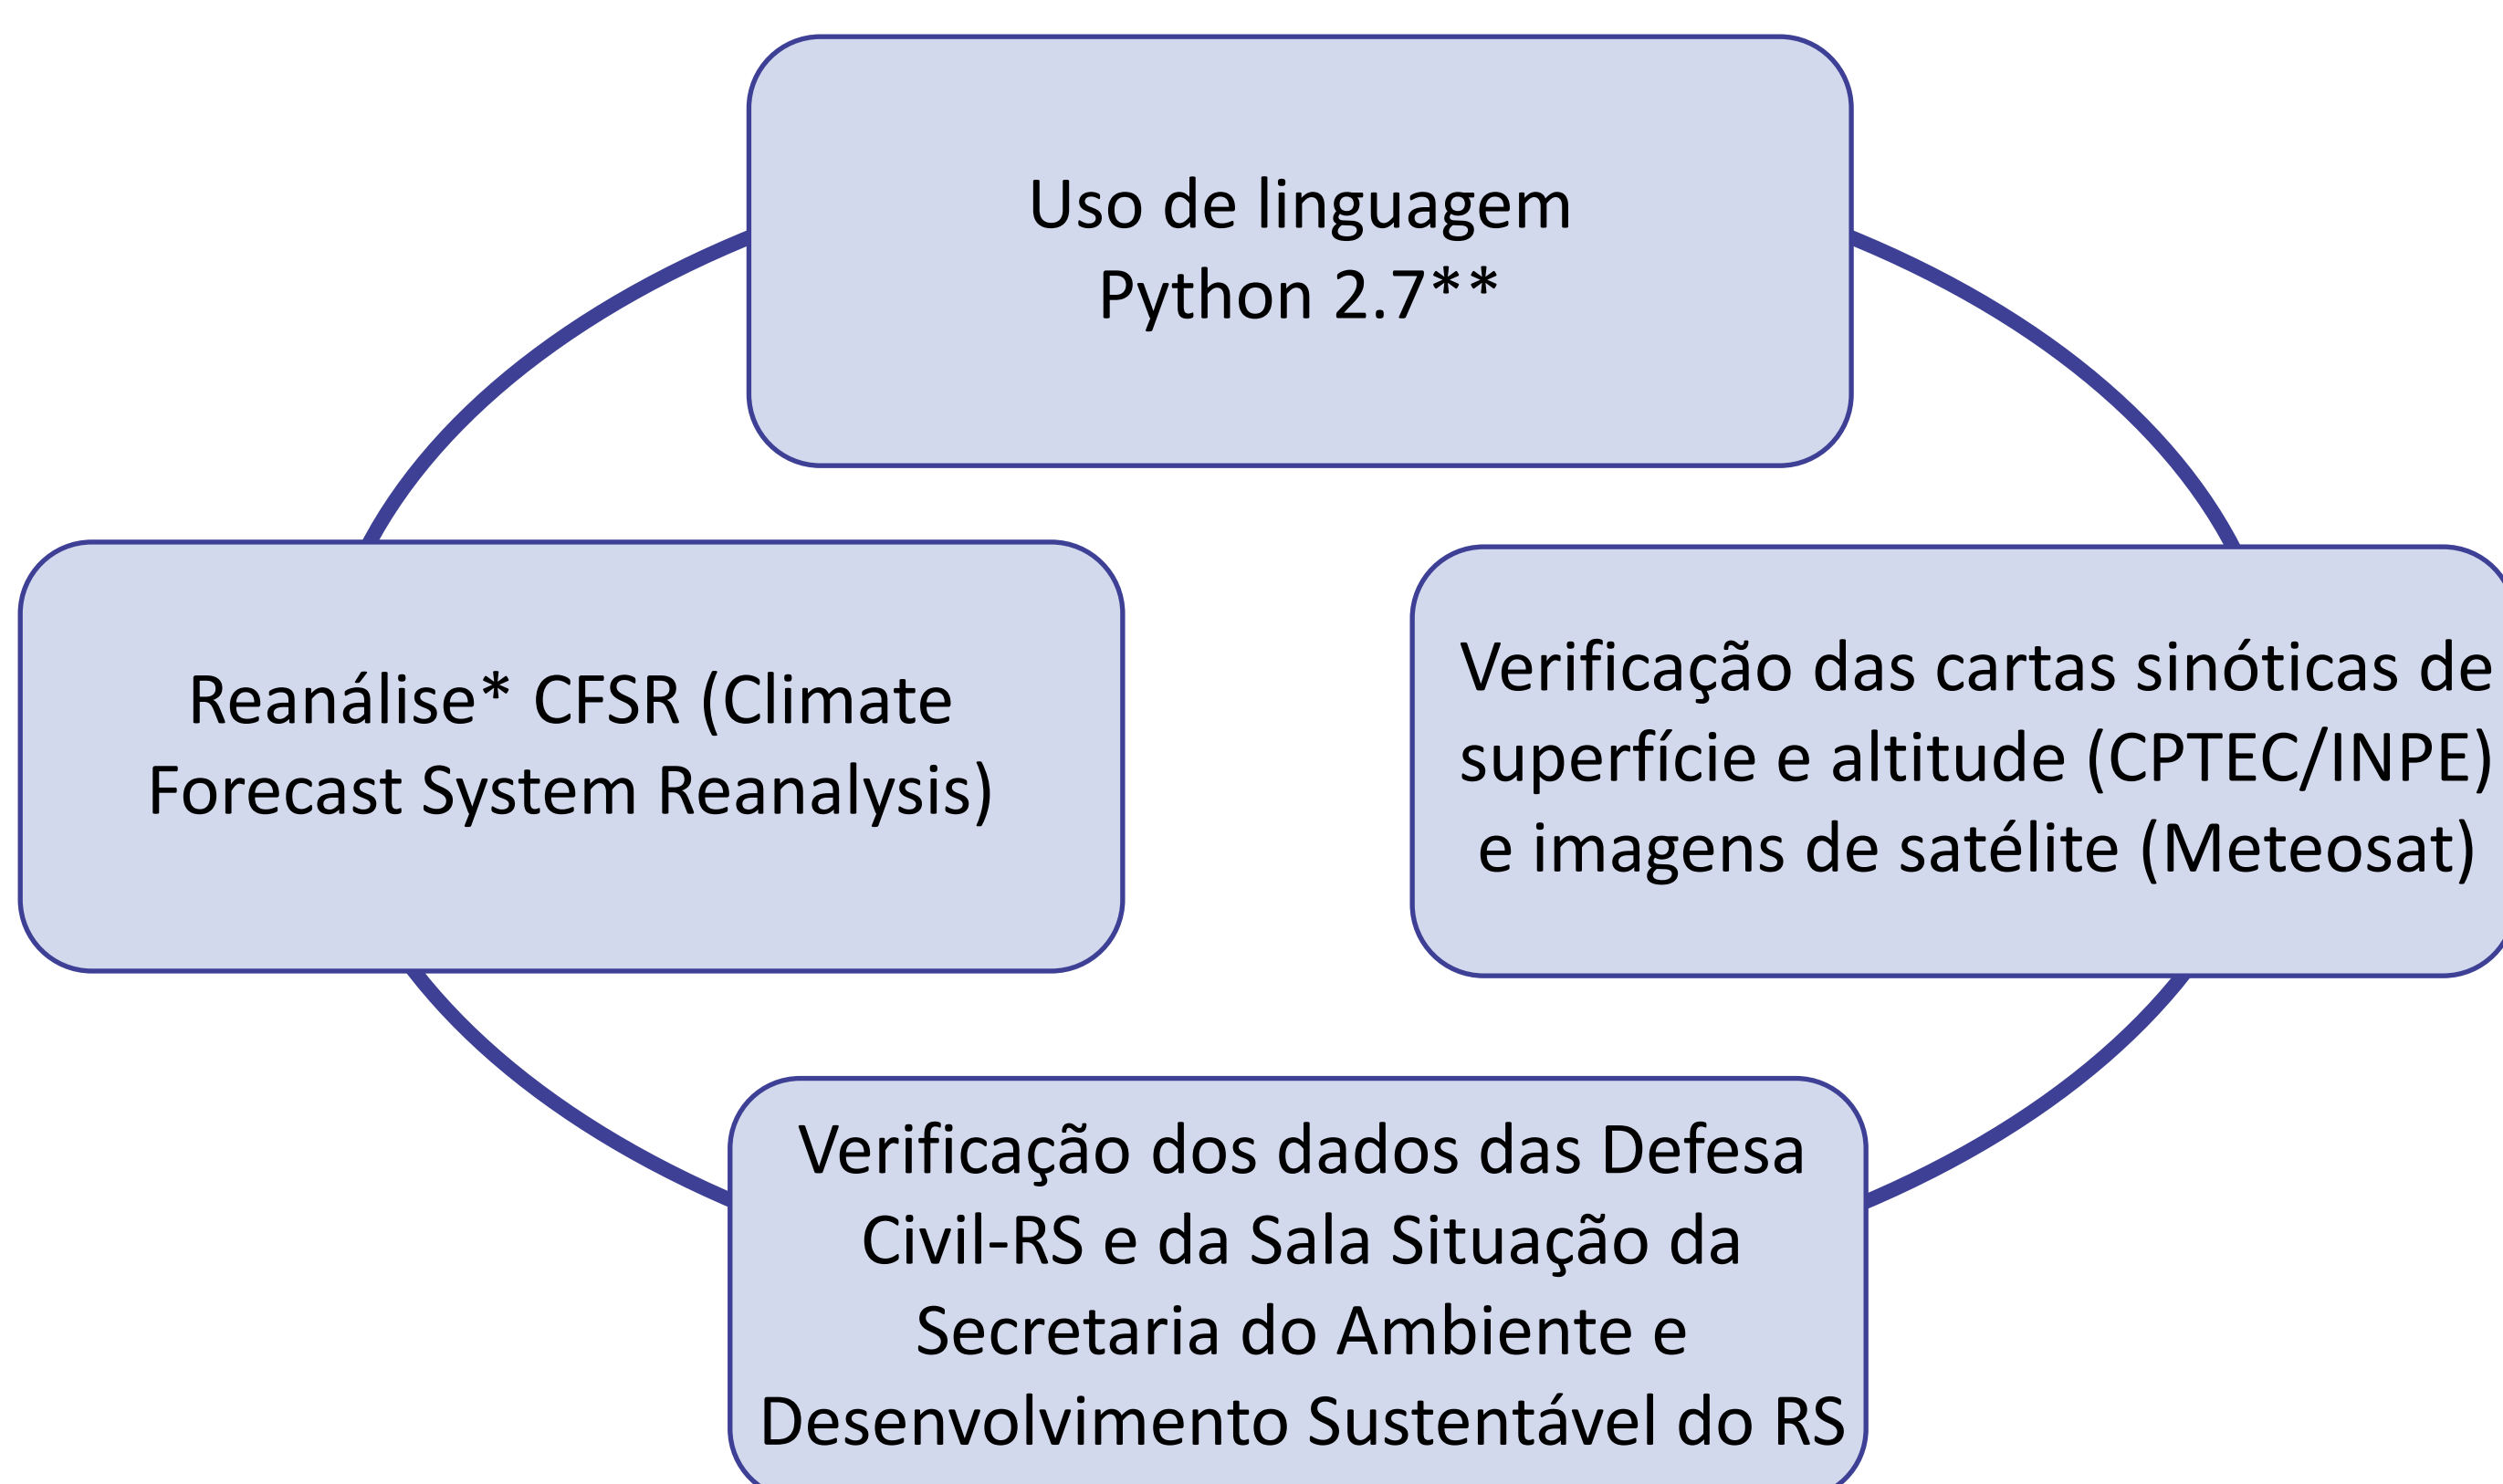 Uso de linguagem
Python 2.7**
Reanálise* CFSR (Climate
Forecast System Reanalysis)
Verificação das cartas sinóticas de
superfície e altitude (CPTEC/INPE)
e imagens de satélite (Meteosat)
Verificação dos dados das Defesa
Civil-RS e da Sala Situação da
Secretaria do Ambiente e
Desenvolvimento Sustentável do RS